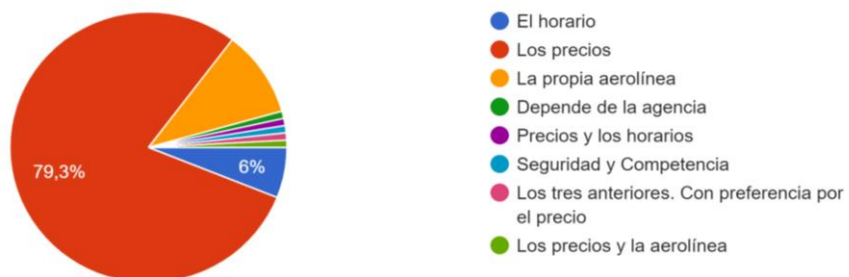 79,3%
6%
El horario
Los precios
La propia aerolínea
Depende de la agencia
Precios y los horarios
Seguridad y Competencia
Los tres anteriores. Con preferencia por
el precio
Los precios y la aerolínea